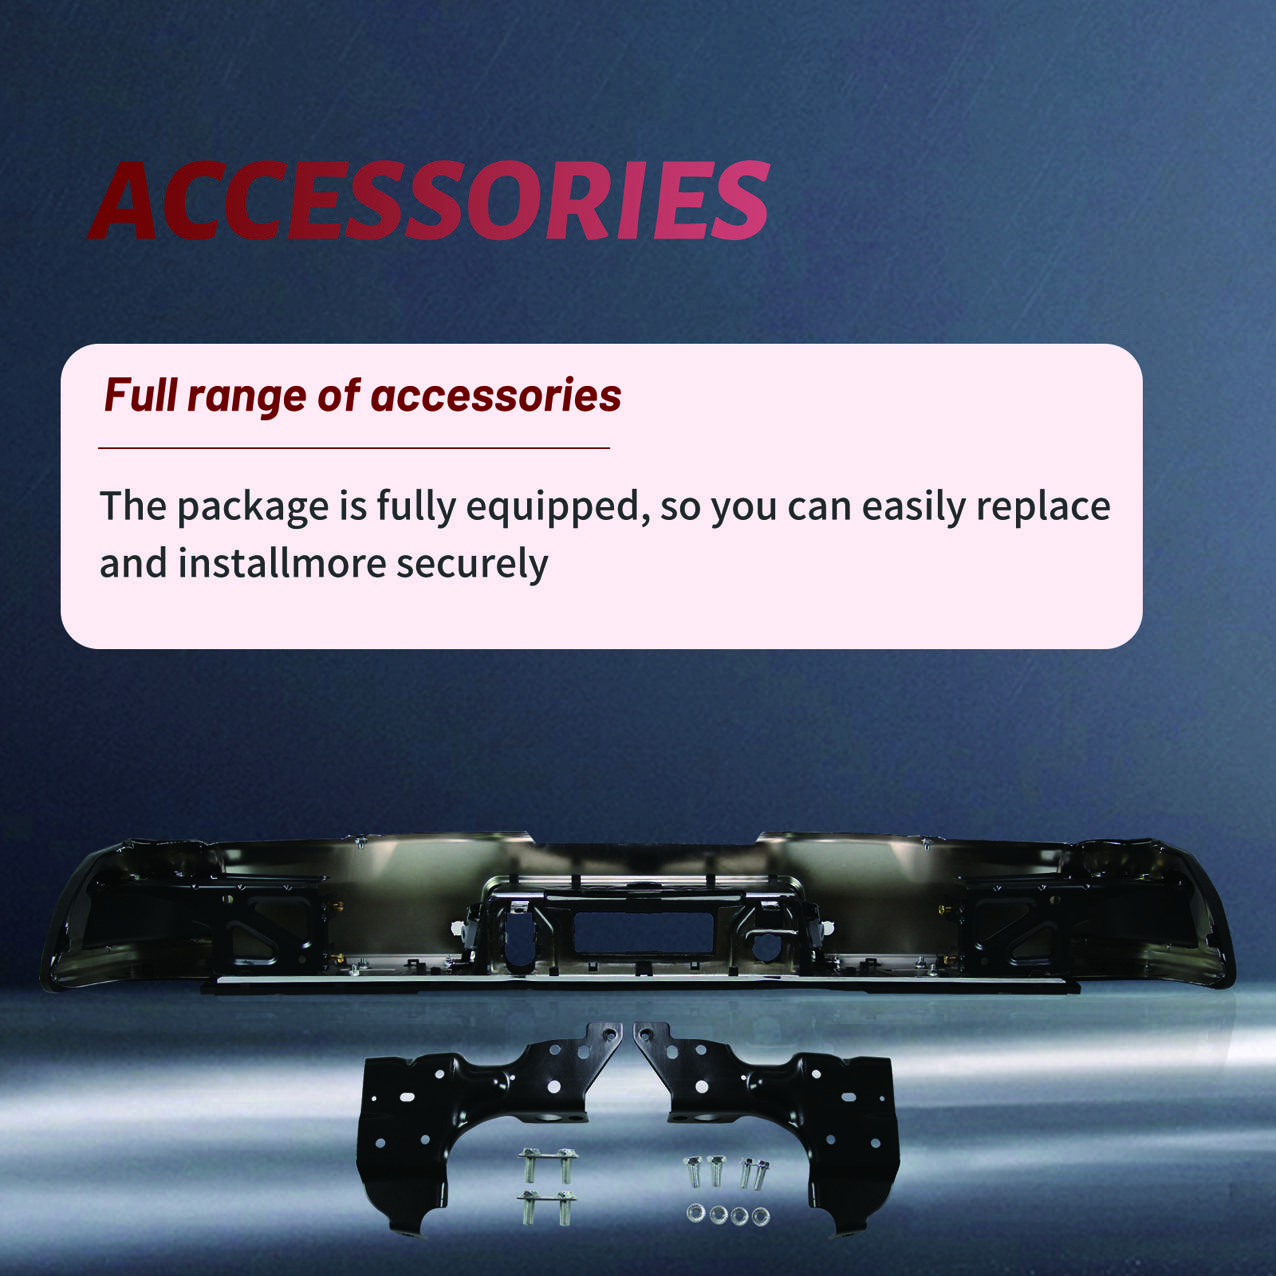 ACCESSORIES
Full range of accessories
The package is fully equipped, so you can easily replace
and installmore securely